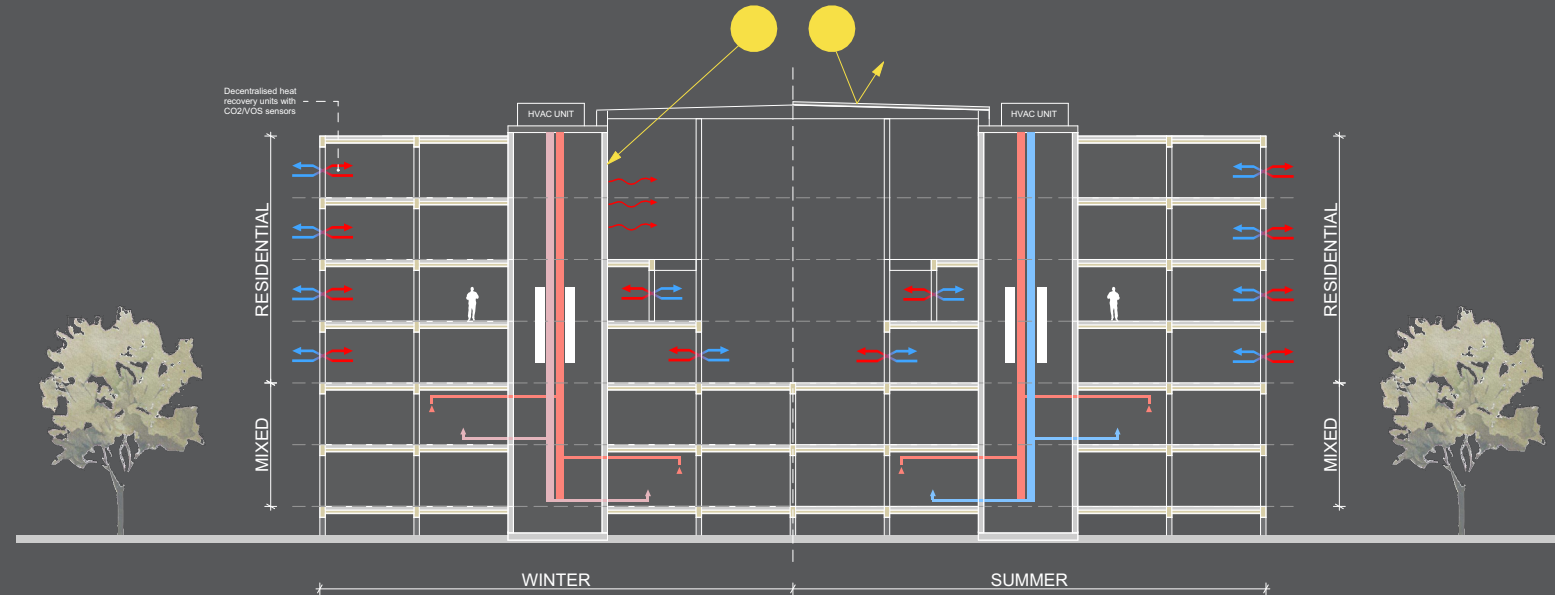 Decentralised heat
recovery units with
CO2/VOS sensors
HVAC UNIT
HVAC UNIT
RESIDENTIAL
RESIDENTIAL
MIXED
MIXED
WINTER
SUMMER